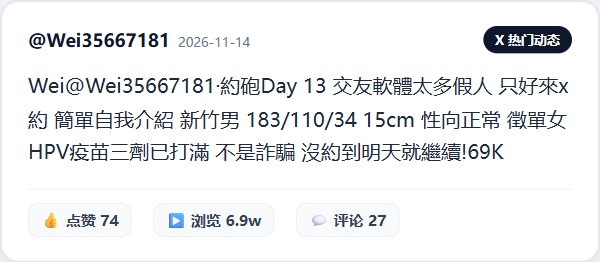 @Wei35667181 2026-11-14
X 热门动态
Wei@Wei35667181·約砲Day 13 交友軟體太多假人 只好來x
約 簡單自我介紹 新竹男 183/110/34 15cm 性向正常 徵單女
HPV疫苗三劑已打滿 不是詐騙 沒約到明天就繼續!69K
👍 点赞 74 ▶️ 浏览 6.9w 💬 评论 27